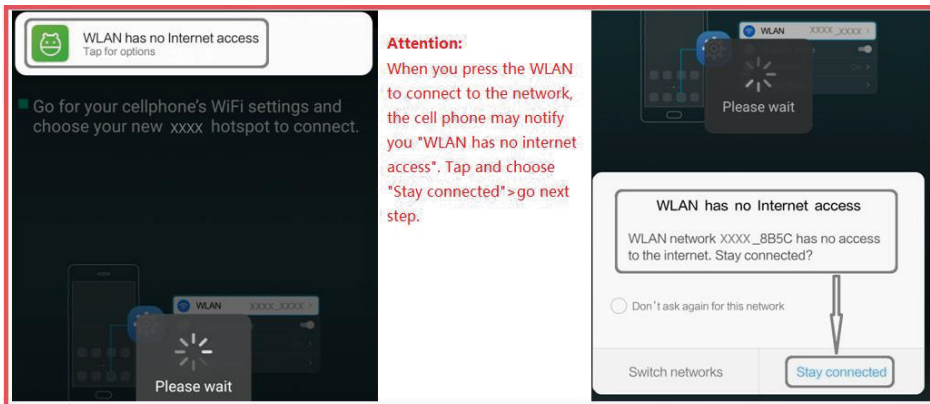 WLAN has no Internet access
Tap for options
Go for your cellphone's WiFi settings and
choose your new xxxx hotspot to connect.
WLAN XXXX_XXXX >
Please wait
Attention:
When you press the WLAN
to connect to the network,
the cell phone may notify
you "WLAN has no internet
access". Tap and choose
"Stay connected">go next
step.
WLAN XXXX_XXXX >
On >
Please wait
WLAN has no Internet access
WLAN network XXXX_8B5C has no access
to the internet. Stay connected?
Don't ask again for this network
Switch networks
Stay connected